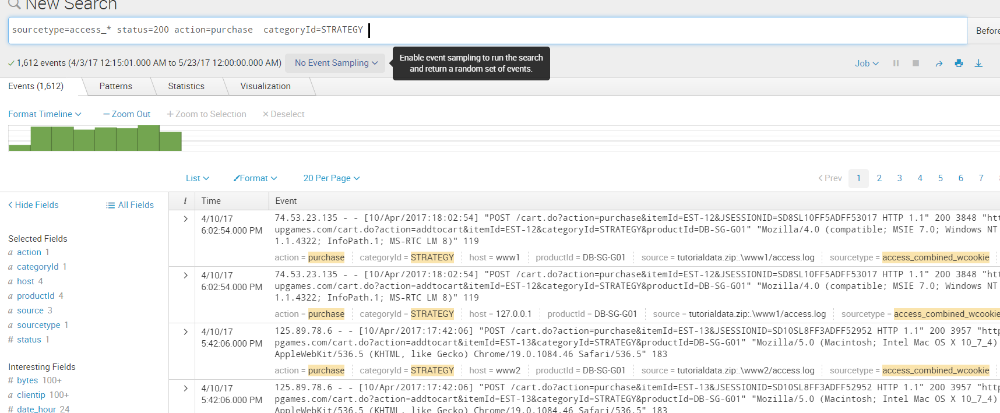 New Search
sourcetype=access_* status=200 action=purchase  categoryId=STRATEGY
Before
1,612 events (4/3/17 12:15:01.000 AM to 5/23/17 12:00:00.000 AM)
No Event Sampling
Enable event sampling to run the search
and return a random set of events.
Job
Events (1,612)
Patterns
Statistics
Visualization
Format Timeline
— Zoom Out
+ Zoom to Selection
× Deselect
List
Format
20 Per Page
< Prev 1 2 3 4 5 6 7
< Hide Fields
All Fields
i
Time
Event
Selected Fields
a action 1
a categoryId 1
a host 4
a productId 4
a source 3
a sourcetype 1
# status 1
Interesting Fields
# bytes 100+
a clientip 100+
# date_hour 24
> 4/10/17
6:02:54.000 PM
74.53.23.135 - - [10/Apr/2017:18:02:54] "POST /cart.do?action=purchase&itemId=EST-12&JSESSIONID=SD8SL10FF5ADFF53017 HTTP 1.1" 200 3848 "htt
upgames.com/cart.do?action=addtocart&itemId=EST-12&categoryId=STRATEGY&productId=DB-SG-G01" "Mozilla/4.0 (compatible; MSIE 7.0; Windows NT
1.1.4322; InfoPath.1; MS-RTC LM 8)" 119
action = purchase categoryId = STRATEGY host = www1 productId = DB-SG-G01 source = tutorialdata.zip:.\www1/access.log sourcetype = access_combined_wcookie
> 4/10/17
6:02:54.000 PM
74.53.23.135 - - [10/Apr/2017:18:02:54] "POST /cart.do?action=purchase&itemId=EST-12&JSESSIONID=SD8SL10FF5ADFF53017 HTTP 1.1" 200 3848 "htt
upgames.com/cart.do?action=addtocart&itemId=EST-12&categoryId=STRATEGY&productId=DB-SG-G01" "Mozilla/4.0 (compatible; MSIE 7.0; Windows NT
1.1.4322; InfoPath.1; MS-RTC LM 8)" 119
action = purchase categoryId = STRATEGY host = 127.0.0.1 productId = DB-SG-G01 source = tutorialdata.zip:.\www1/access.log sourcetype = access_combined_wcookie
> 4/10/17
5:42:06.000 PM
125.89.78.6 - - [10/Apr/2017:17:42:06] "POST /cart.do?action=purchase&itemId=EST-13&JSESSIONID=SD10SL8FF3ADFF52952 HTTP 1.1" 200 3957 "http
pgames.com/cart.do?action=addtocart&itemId=EST-13&categoryId=STRATEGY&productId=DB-SG-G01" "Mozilla/5.0 (Macintosh; Intel Mac OS X 10_7_4)
AppleWebKit/536.5 (KHTML, like Gecko) Chrome/19.0.1084.46 Safari/536.5" 183
action = purchase categoryId = STRATEGY host = www2 productId = DB-SG-G01 source = tutorialdata.zip:.\www2/access.log sourcetype = access_combined_wcookie
> 4/10/17
5:42:06.000 PM
125.89.78.6 - - [10/Apr/2017:17:42:06] "POST /cart.do?action=purchase&itemId=EST-13&JSESSIONID=SD10SL8FF3ADFF52952 HTTP 1.1" 200 3957 "http
pgames.com/cart.do?action=addtocart&itemId=EST-13&categoryId=STRATEGY&productId=DB-SG-G01" "Mozilla/5.0 (Macintosh; Intel Mac OS X 10_7_4)
AppleWebKit/536.5 (KHTML, like Gecko) Chrome/19.0.1084.46 Safari/536.5" 183